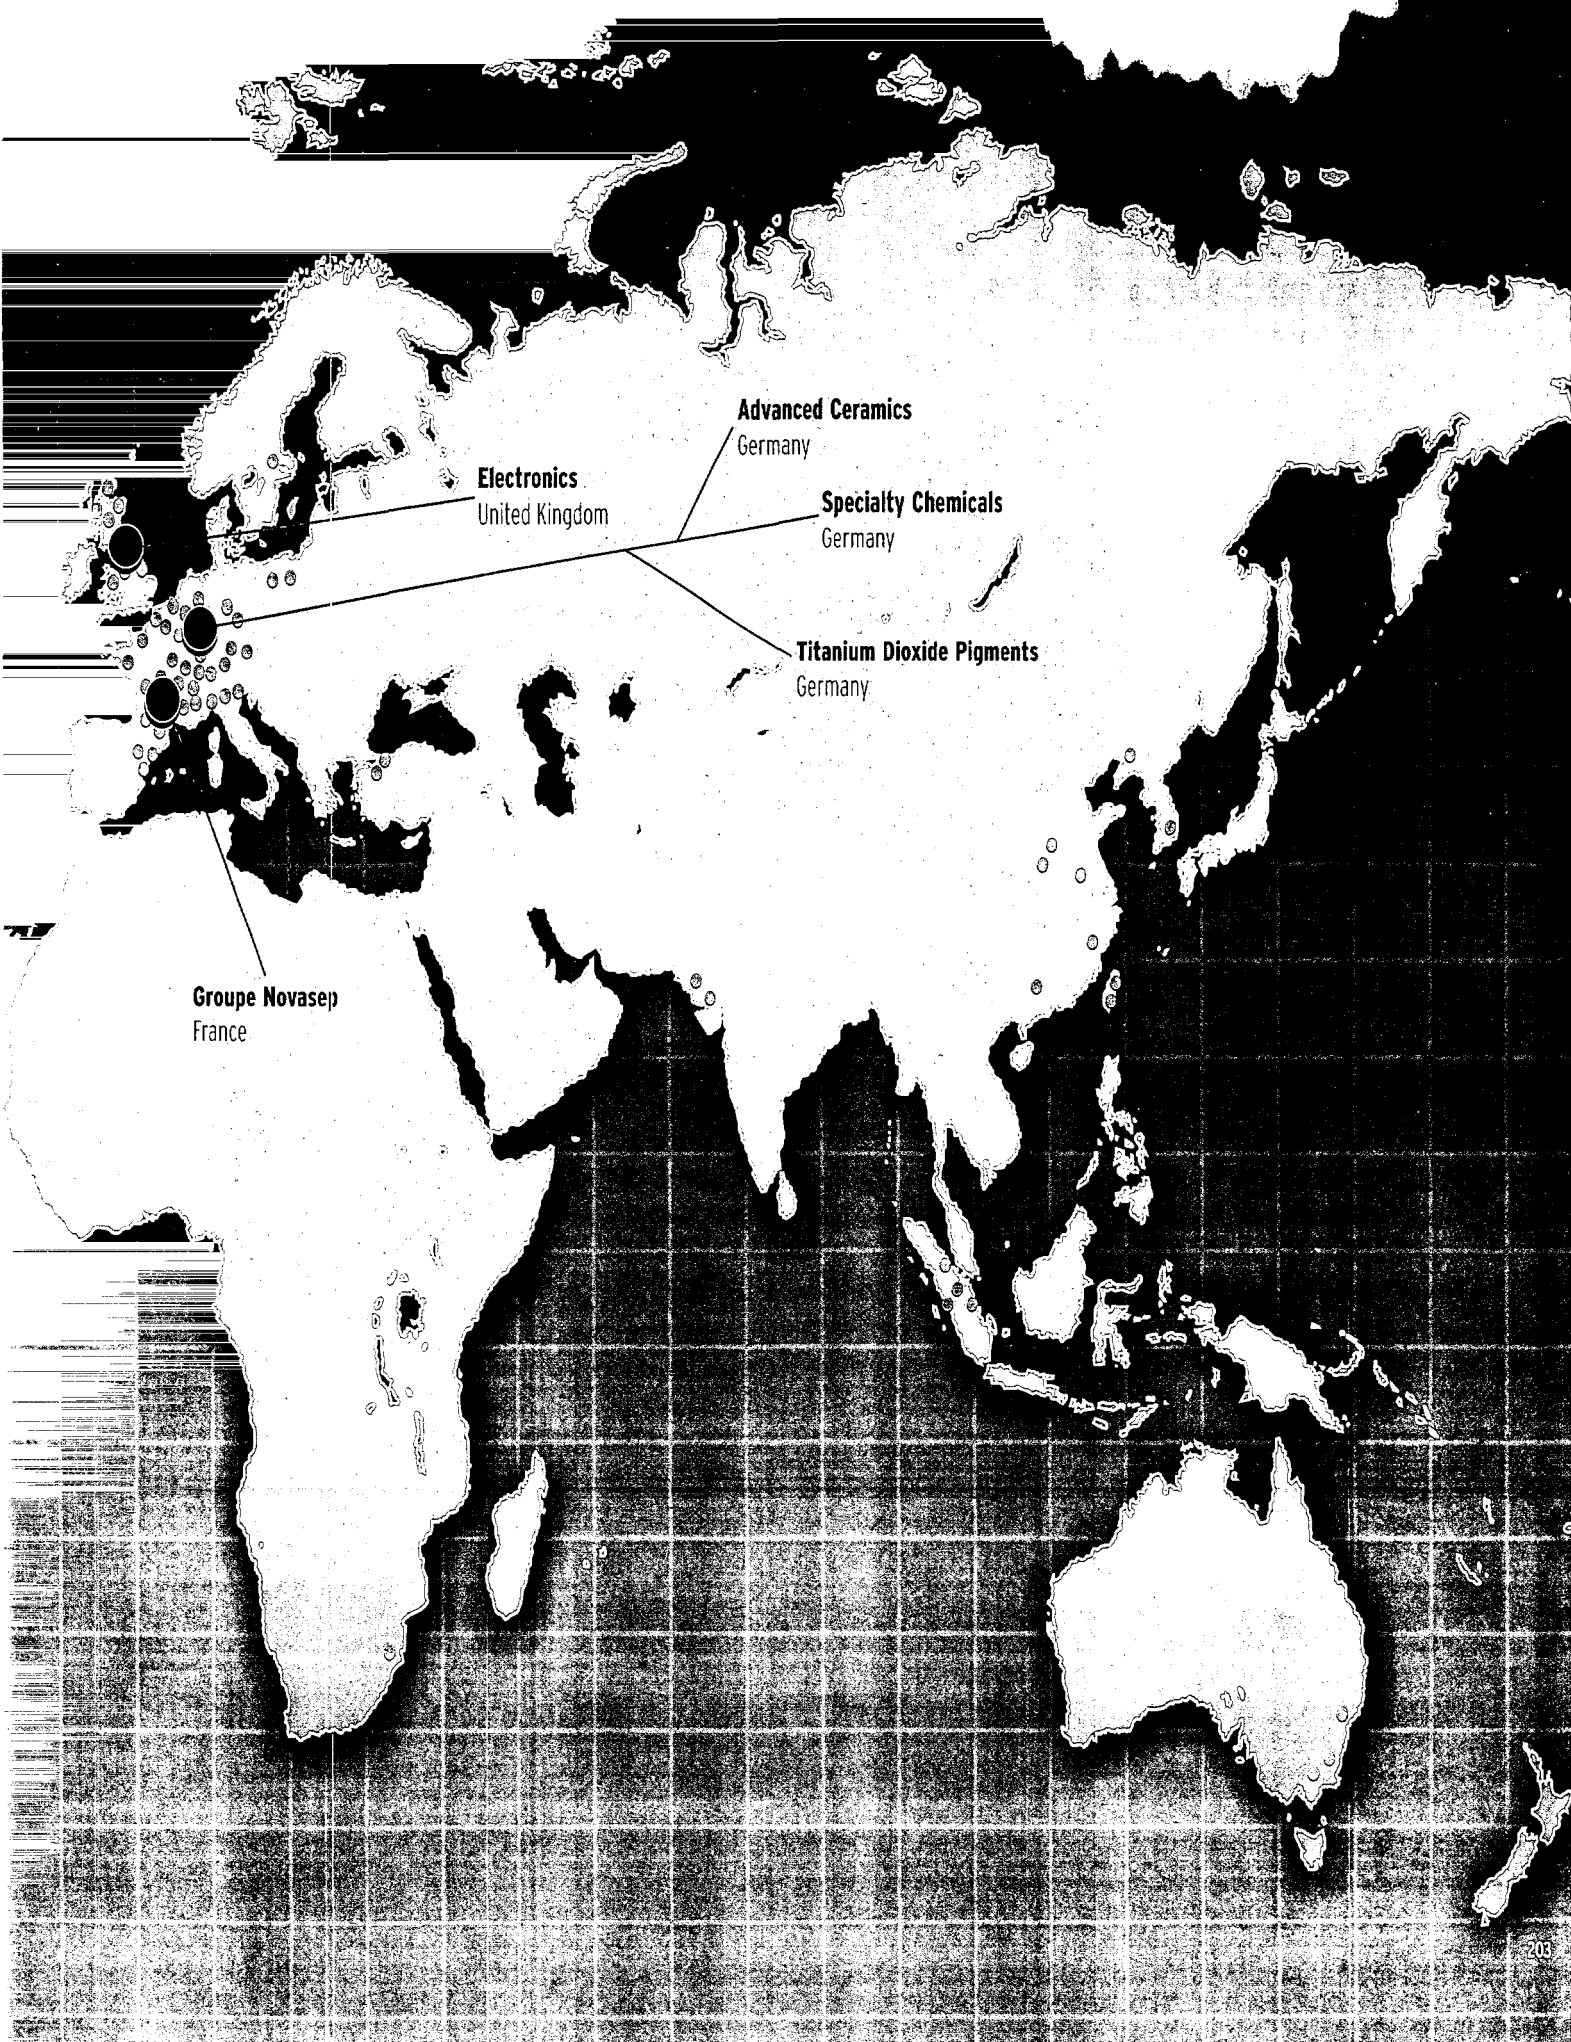 Advanced Ceramics
Germany
Electronics
United Kingdom
Specialty Chemicals
Germany
Titanium Dioxide Pigments
Germany
Groupe Novasep
France
203